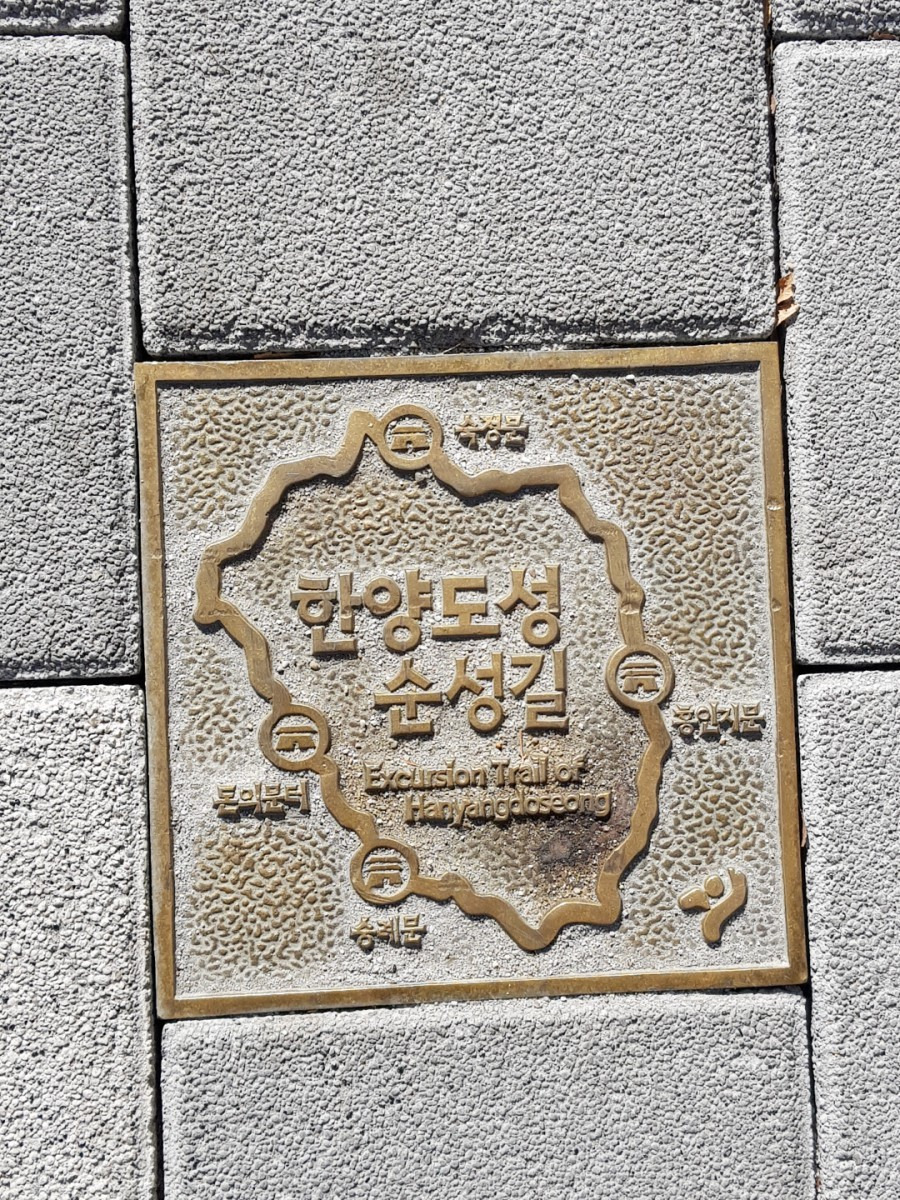 숙정문
한양도성
순성길
흥인지문
Excursion Trail of
Hanyangdoseong
돈의문터
숭례문